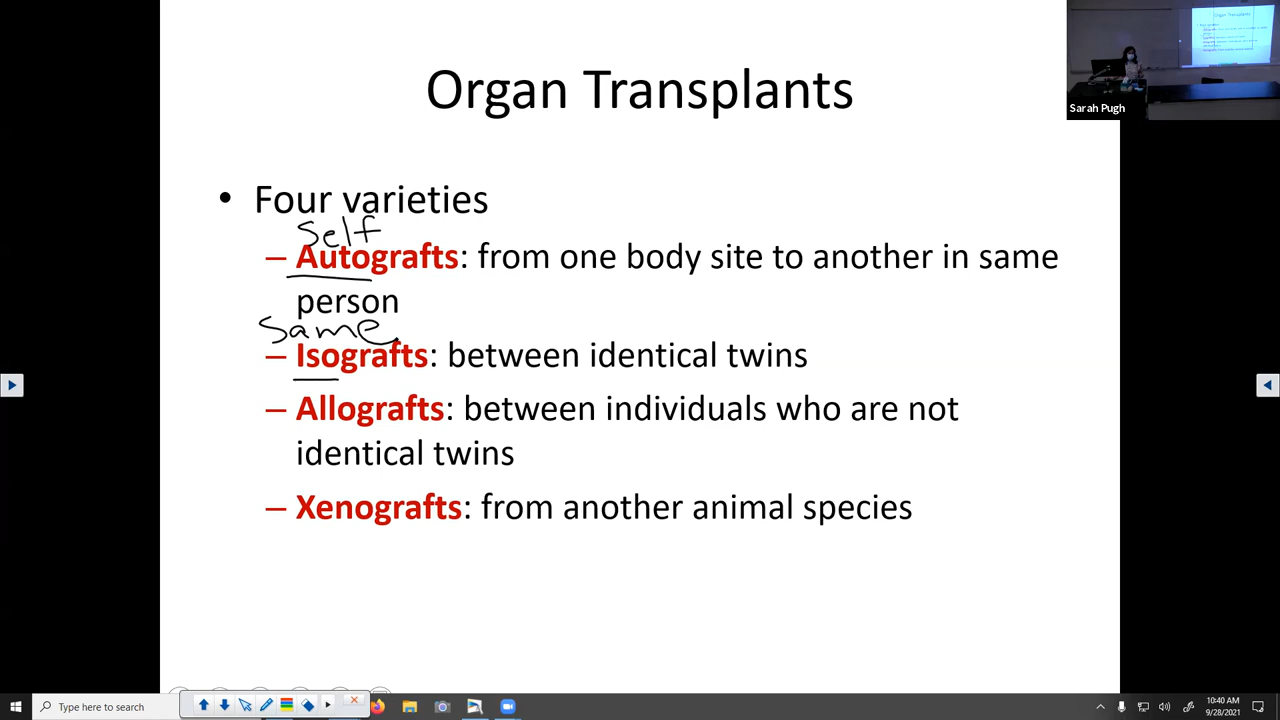 Organ Transplants
Sarah Pugh
• Four varieties
Self
– Autografts: from one body site to another in same
person
Same
– Isografts: between identical twins
– Allografts: between individuals who are not
identical twins
– Xenografts: from another animal species
Type here to search
10:40 AM
9/28/2021